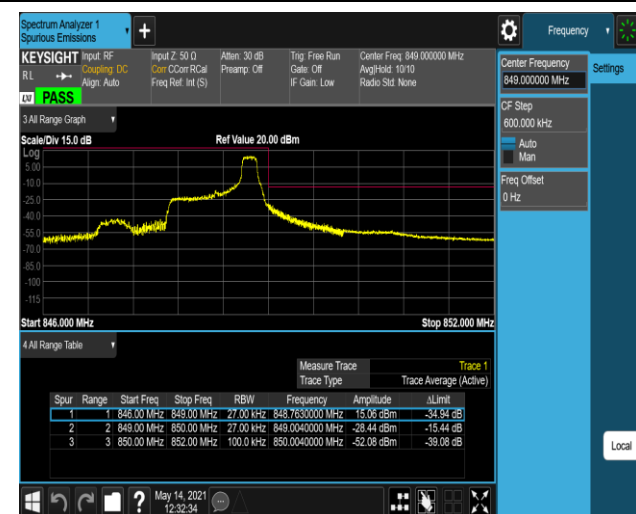 Spectrum Analyzer 1
Spurious Emissions
Frequency
KEYSIGHT
R L
LXI
PASS
Input: RF
Coupling: DC
Align: Auto
Input Z: 50 Ω
Corr CCorr RCal
Freq Ref: Int (S)
Atten: 30 dB
Preamp: Off
Trig: Free Run
Gate: Off
IF Gain: Low
Center Freq: 849.000000 MHz
Avg|Hold: 10/10
Radio Std: None
Center Frequency
849.000000 MHz
Settings
CF Step
600.000 kHz
Auto
Man
Freq Offset
0 Hz
3 All Range Graph
Scale/Div 15.0 dB
Ref Value 20.00 dBm
Log
5.00
-10.0
-25.0
-40.0
-55.0
-70.0
-85.0
-100
-115
Start 846.000 MHz
Stop 852.000 MHz
4 All Range Table
Measure Trace Trace 1
Trace Type Trace Average (Active)
Spur Range Start Freq Stop Freq RBW Frequency Amplitude ΔLimit
1 1 846.00 MHz 849.00 MHz 27.00 kHz 848.7630000 MHz 15.06 dBm -34.94 dB
2 2 849.00 MHz 850.00 MHz 27.00 kHz 849.0040000 MHz -28.44 dBm -15.44 dB
3 3 850.00 MHz 852.00 MHz 100.0 kHz 850.0040000 MHz -52.08 dBm -39.08 dB
Local
May 14, 2021
12:32:34